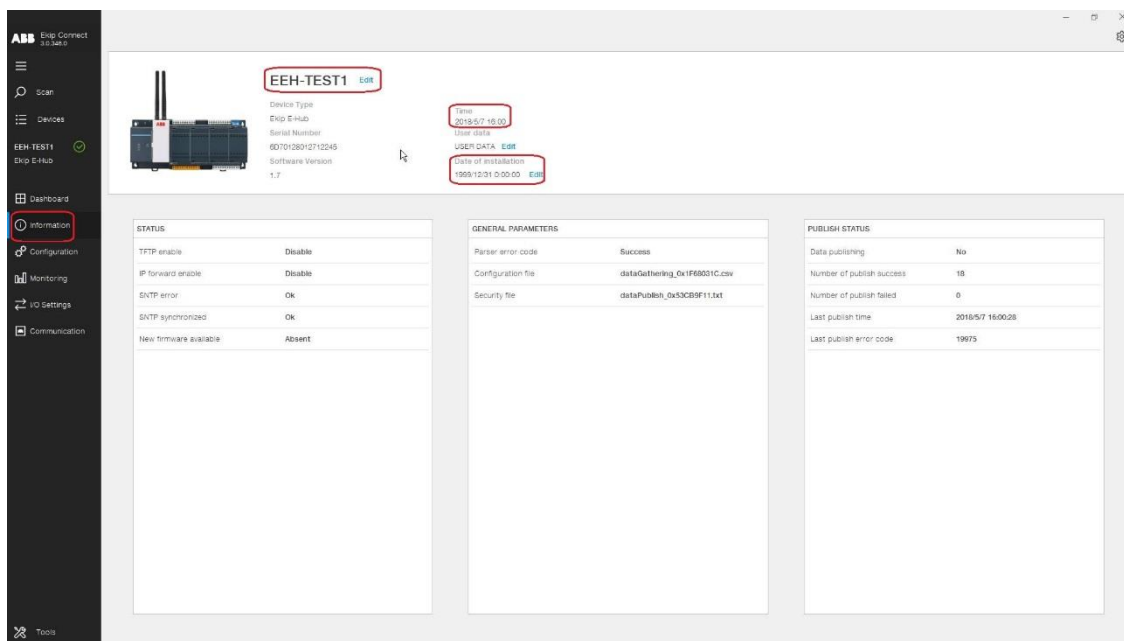 ABB Ekip Connect
3.0.346.0
Scan
Devices
EEH-TEST1
Ekip E-Hub
Dashboard
Information
Configuration
Monitoring
I/O Settings
Communication
Tools
EEH-TEST1 Edit
Device Type
Ekip E-Hub
Serial Number
6D70128012712245
Software Version
1.7
Time
2018/5/7 16:00
User data
USER DATA Edit
Date of installation
1999/12/31 0:00:00 Edit
STATUS
TFTP enable Disable
IP forward enable Disable
SNTP error Ok
SNTP synchronized Ok
New firmware available Absent
GENERAL PARAMETERS
Parser error code Success
Configuration file dataGathering_0x1F68031C.csv
Security file dataPublish_0x53CB9F11.txt
PUBLISH STATUS
Data publishing No
Number of publish success 18
Number of publish failed 0
Last publish time 2018/5/7 16:00:28
Last publish error code 19975